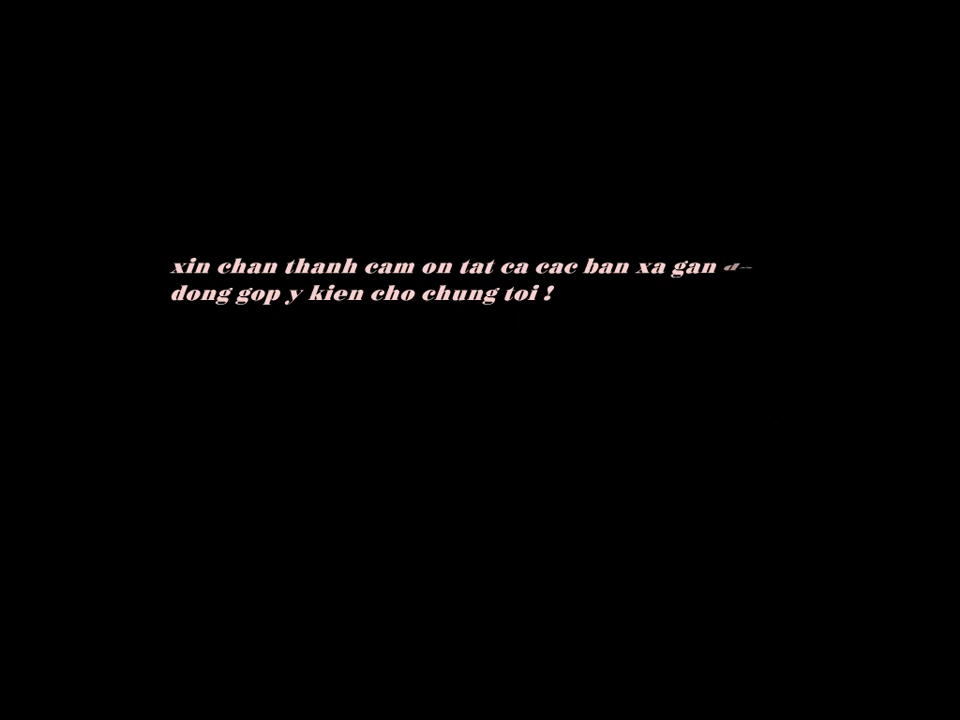 xin chan thanh cam on tat ca cac ban xa gan
dong gop y kien cho chung toi !